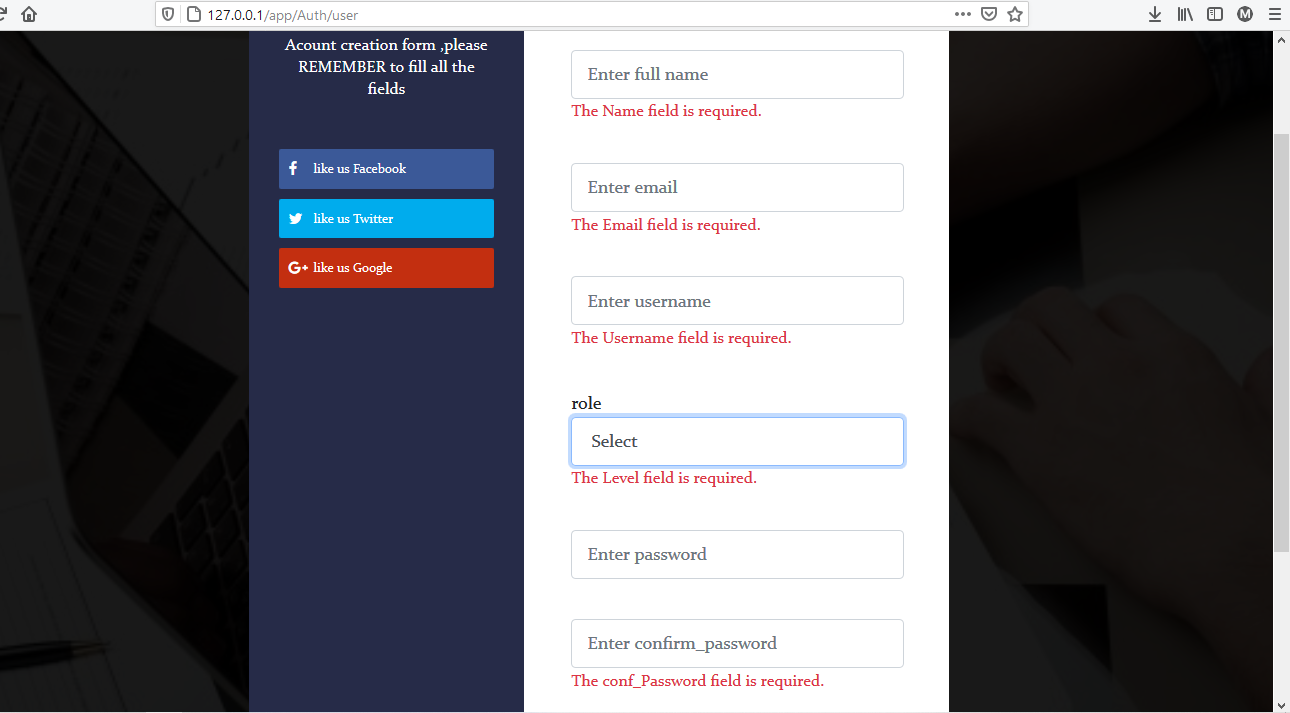 127.0.0.1/app/Auth/user
Acount creation form ,please
REMEMBER to fill all the
fields
like us Facebook
like us Twitter
G+ like us Google
Enter full name
The Name field is required.
Enter email
The Email field is required.
Enter username
The Username field is required.
role
Select
The Level field is required.
Enter password
Enter confirm_password
The conf_Password field is required.